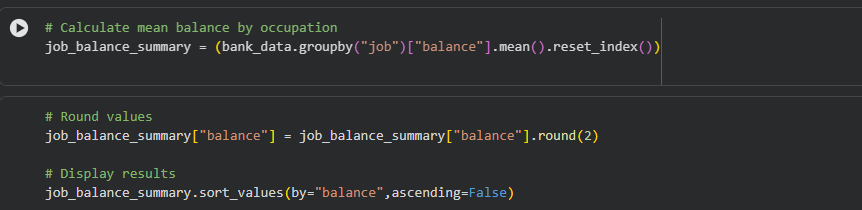 # Calculate mean balance by occupation
job_balance_summary = (bank_data.groupby("job")["balance"].mean().reset_index())
# Round values
job_balance_summary["balance"] = job_balance_summary["balance"].round(2)
# Display results
job_balance_summary.sort_values(by="balance",ascending=False)